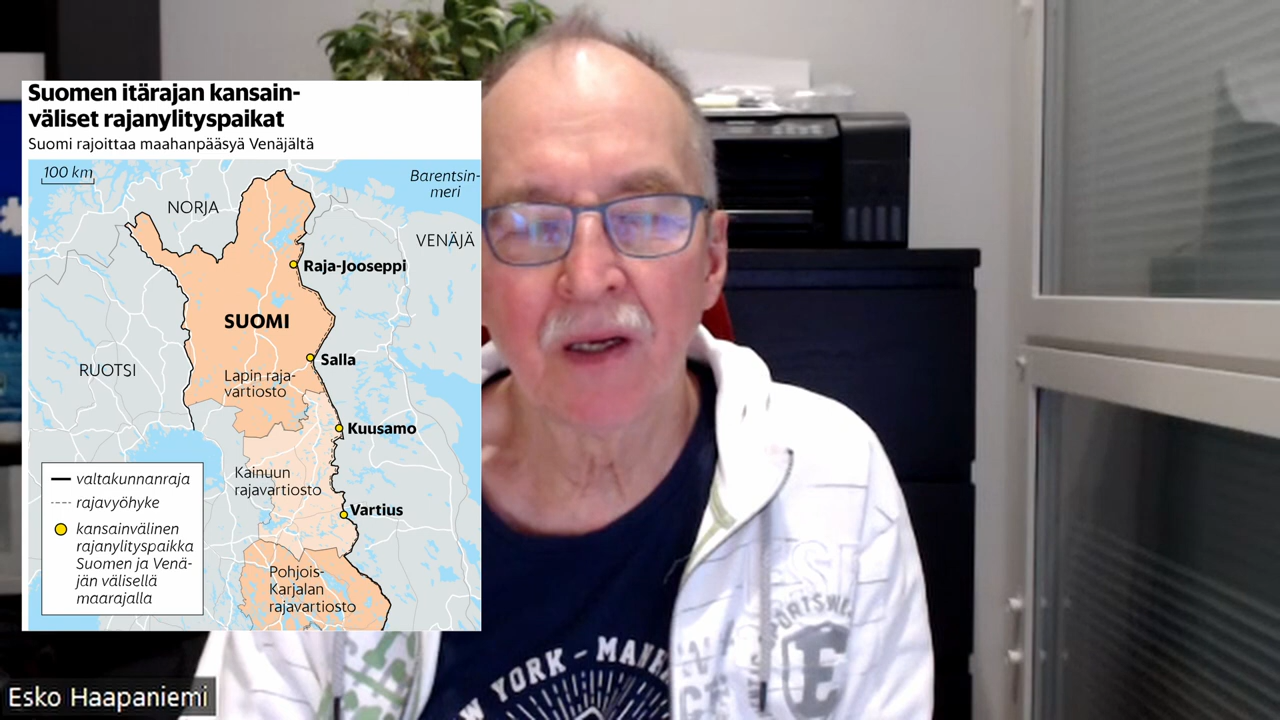 Suomen itärajan kansain-
väliset rajanylityspaikat
Suomi rajoittaa maahanpääsyä Venäjältä
100 km
Barentsin-
meri
NORJA
VENÄJÄ
Raja-Jooseppi
SUOMI
Salla
RUOTSI
Lapin raja-
vartiosto
Kuusamo
Kainuun
rajavartiosto
Vartius
valtakunnanraja
rajavyöhyke
kansainvälinen
rajanylityspaikka
Suomen ja Venä-
jän välisellä
maarajalla
Pohjois-
Karjalan
rajavartiosto
YORK - MAN
E
Esko Haapaniemi